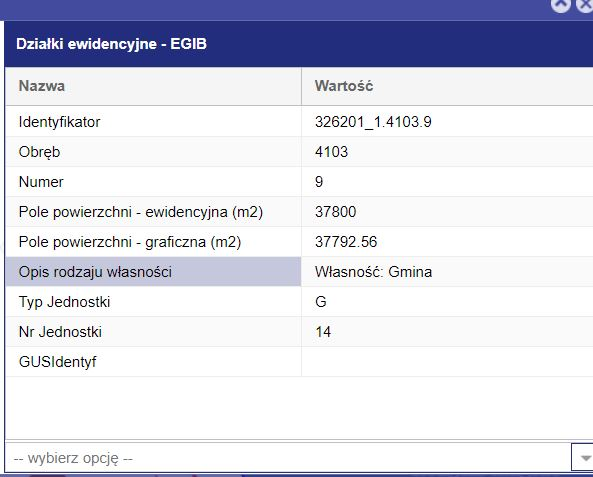 Działki ewidencyjne - EGIB
Nazwa Wartość
Identyfikator 326201_1.4103.9
Obręb 4103
Numer 9
Pole powierzchni - ewidencyjna (m2) 37800
Pole powierzchni - graficzna (m2) 37792.56
Opis rodzaju własności Własność: Gmina
Typ Jednostki G
Nr Jednostki 14
GUSIdentyf
-- wybierz opcję --